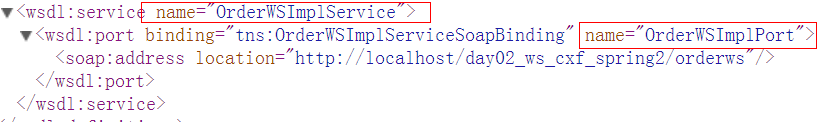 ▼<wsdl:service name="OrderWSImplService">
▼<wsdl:port binding="tns:OrderWSImplServiceSoapBinding" name="OrderWSImplPort">
<soap:address location="http://localhost/day02_ws_cxf_spring2/orderws"/>
</wsdl:port>
</wsdl:service>